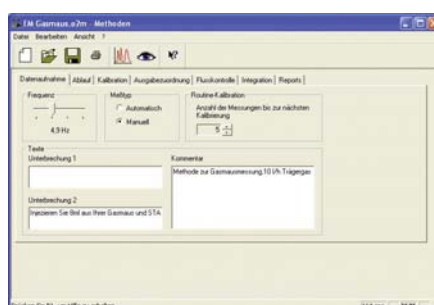 EM Gasmaus.a2m - Methoden
Datei Bearbeiten Ansicht ?
Datenaufnahme Ablauf Kalibration Ausgabezuordnung Flusskontrolle Integration Reports
Frequenz
4,9 Hz
Meßtyp
Automatisch
Manuell
Routine-Kalibration
Anzahl der Messungen bis zur nächsten
Kalibrierung
5
Texte
Unterbrechung 1
Kommentar
Methode zur Gasmausmessung,10 l/h Trägergas
Unterbrechung 2
Injezieren Sie 8ml aus Ihrer Gasmaus und STA